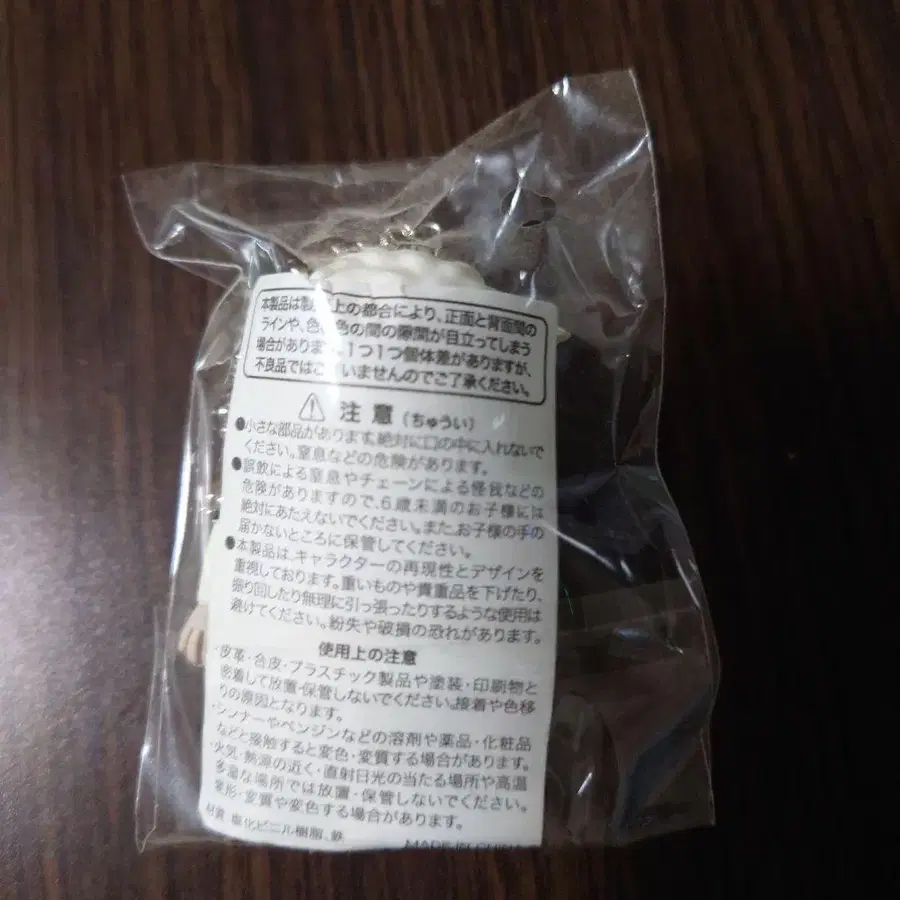 本製品は製造上の都合により、正面と背面間の
ラインや、色と色の間の隙間が目立ってしまう
場合があります。1つ1つ個体差がありますが、
不良品ではございませんのでご了承ください。
注意（ちゅうい）
●小さな部品があります。絶対に口の中に入れないで
ください。窒息などの危険があります。
●誤飲による窒息やチェーンによる怪我などの
危険がありますので、6歳未満のお子様には
絶対にあたえないでください。また、お子様の手の
届かないところに保管してください。
●本製品は、キャラクターの再現性とデザインを
重視しております。重いものや貴重品を下げたり、
振り回したり無理に引っ張ったりするような使用は
避けてください。紛失や破損の恐れがあります。
使用上の注意
・皮革・合皮・プラスチック製品や塗装・印刷物と
密着して放置・保管しないでください。接着や色移
りの原因となります。
・シンナーやベンジンなどの溶剤や薬品・化粧品
などと接触すると変色・変質する場合があります。
・火気・熱源の近く・直射日光の当たる場所や高温
多湿な場所では放置・保管しないでください。
変形・変質や変色する場合があります。
材質 塩化ビニル樹脂、鉄
MADE IN CHINA